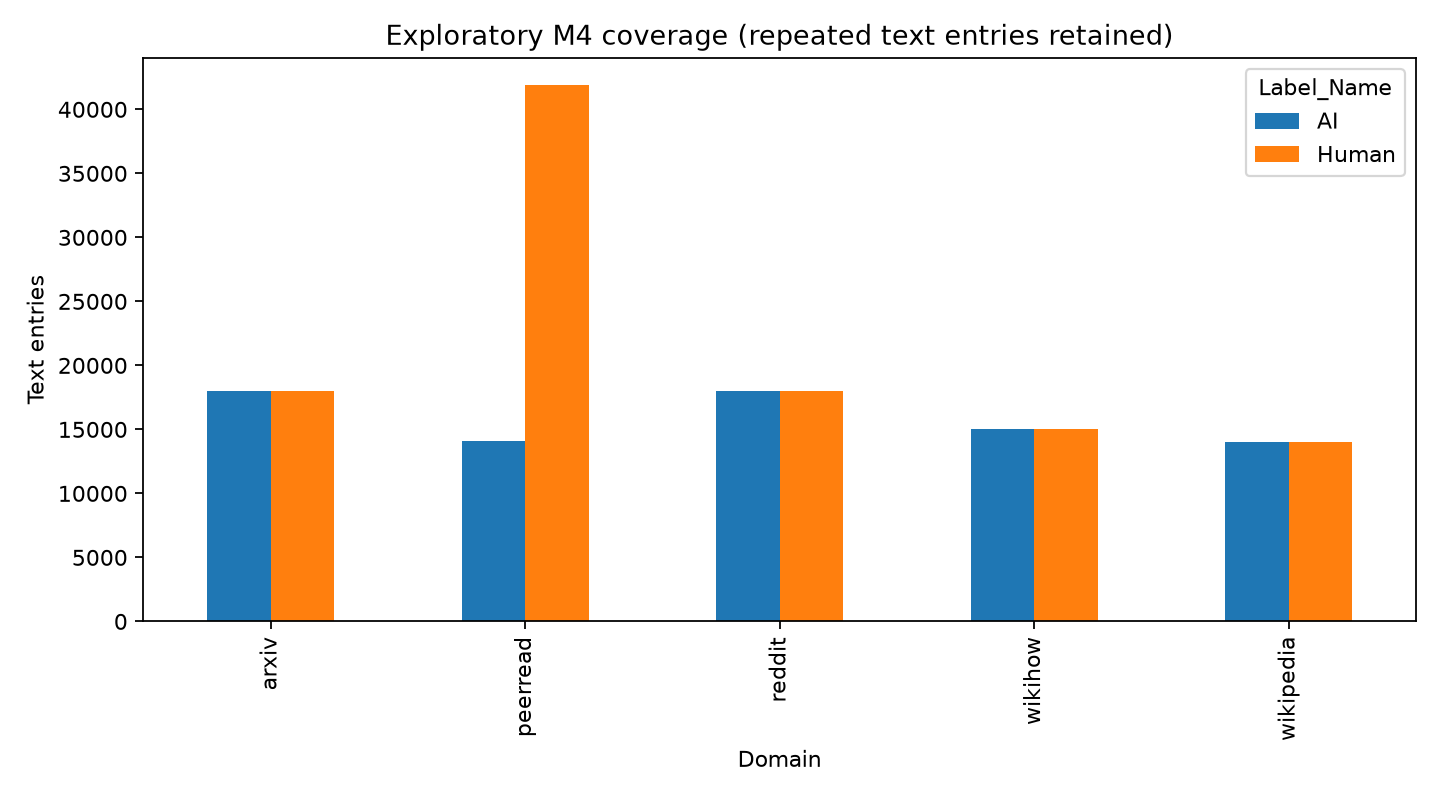 Exploratory M4 coverage (repeated text entries retained)
Label_Name
AI
Human
Text entries
40000
35000
30000
25000
20000
15000
10000
5000
0
arxiv
peerread
reddit
wikihow
wikipedia
Domain